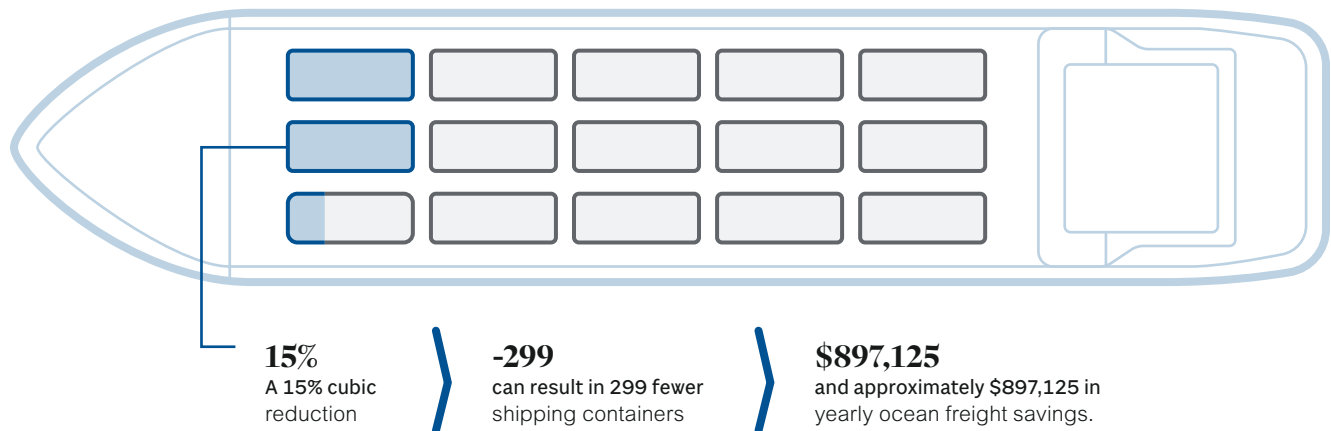 15%
A 15% cubic
reduction
-299
can result in 299 fewer
shipping containers
$897,125
and approximately $897,125 in
yearly ocean freight savings.